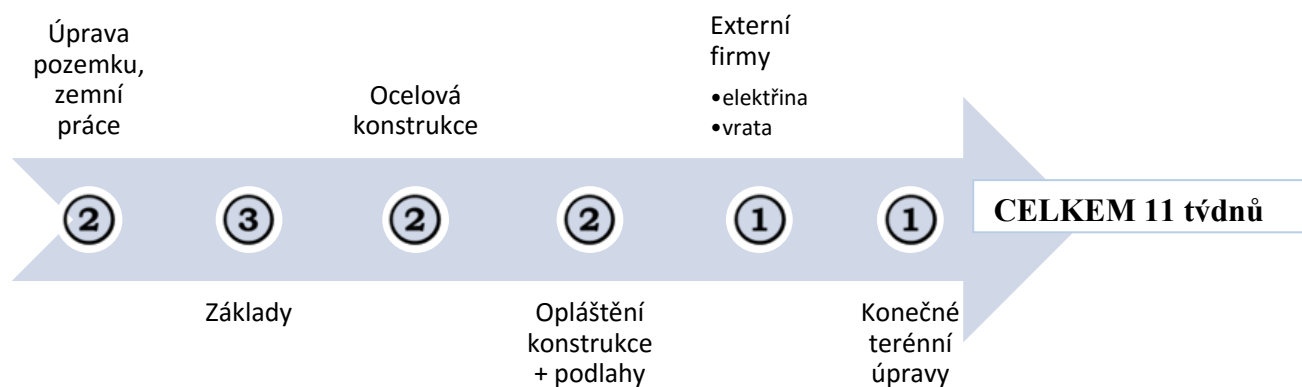 Úprava
pozemku,
zemní
práce
Ocelová
konstrukce
Externí
firmy
•elektřina
•vrata
2
3
2
2
1
1
CELKEM 11 týdnů
Základy
Opláštění
konstrukce
+ podlahy
Konečné
terénní
úpravy